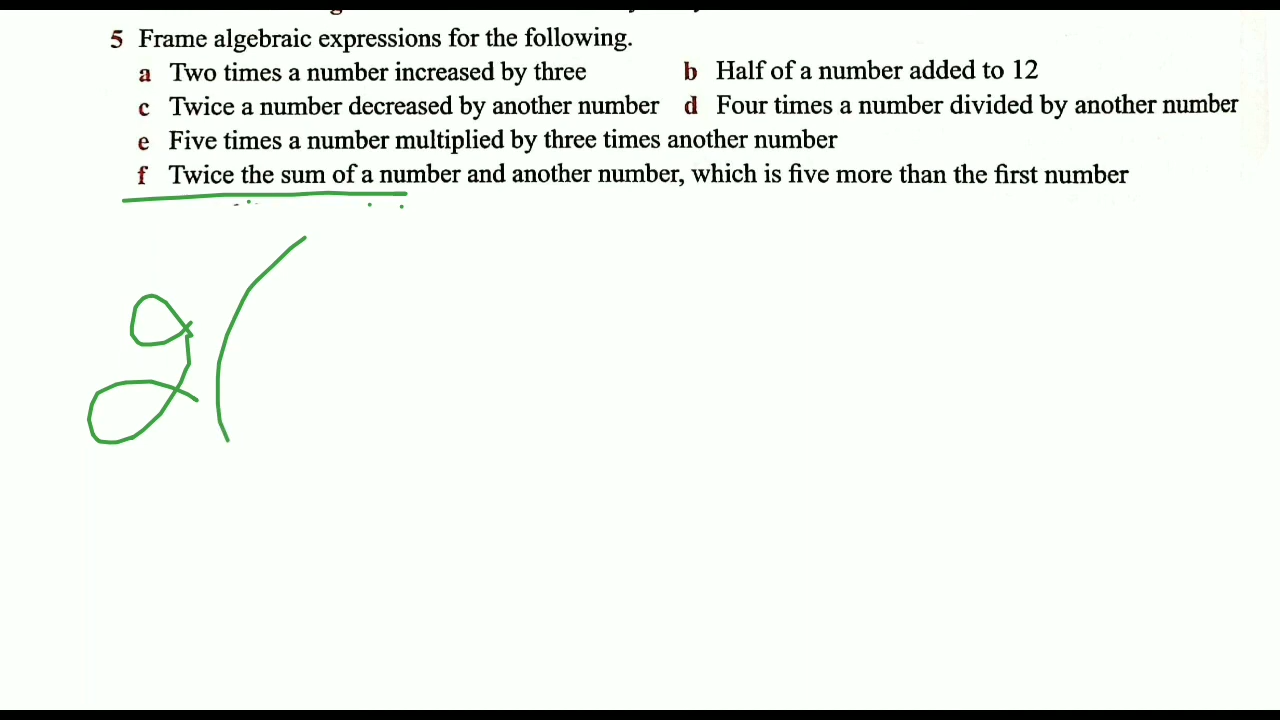 5 Frame algebraic expressions for the following.
a Two times a number increased by three b Half of a number added to 12
c Twice a number decreased by another number d Four times a number divided by another number
e Five times a number multiplied by three times another number
f Twice the sum of a number and another number, which is five more than the first number
2(